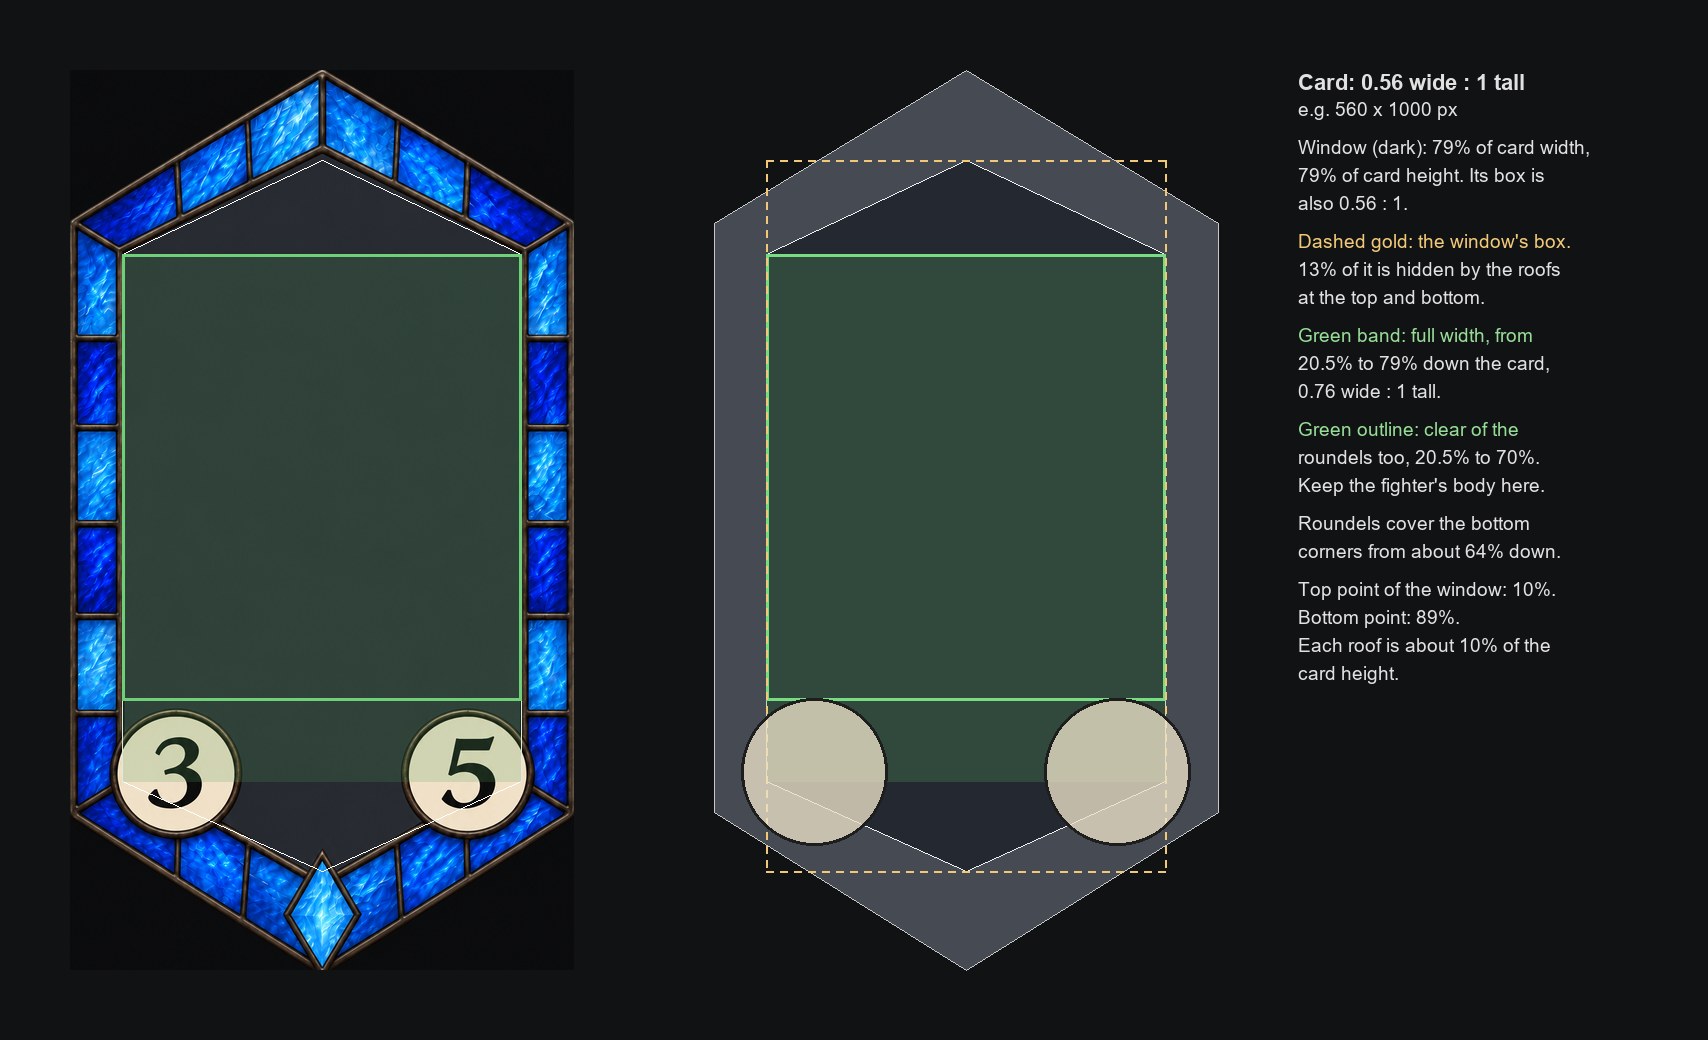 3
5
Card: 0.56 wide : 1 tall
e.g. 560 x 1000 px
Window (dark): 79% of card width,
79% of card height. Its box is
also 0.56 : 1.
Dashed gold: the window's box.
13% of it is hidden by the roofs
at the top and bottom.
Green band: full width, from
20.5% to 79% down the card,
0.76 wide : 1 tall.
Green outline: clear of the
roundels too, 20.5% to 70%.
Keep the fighter's body here.
Roundels cover the bottom
corners from about 64% down.
Top point of the window: 10%.
Bottom point: 89%.
Each roof is about 10% of the
card height.